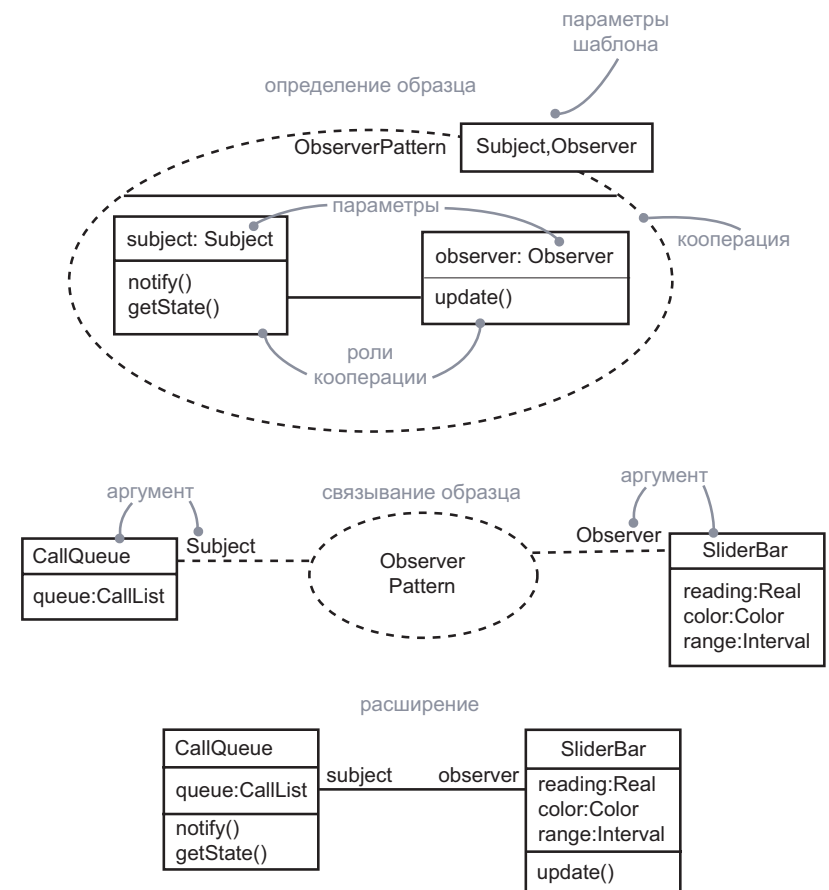 параметры
шаблона
определение образца
ObserverPattern
Subject,Observer
параметры
кооперация
subject: Subject
notify()
getState()
observer: Observer
update()
роли
кооперации
аргумент
связывание образца
аргумент
CallQueue
queue:CallList
Subject
Observer
Pattern
Observer
SliderBar
reading:Real
color:Color
range:Interval
расширение
CallQueue
queue:CallList
notify()
getState()
subject
observer
SliderBar
reading:Real
color:Color
range:Interval
update()